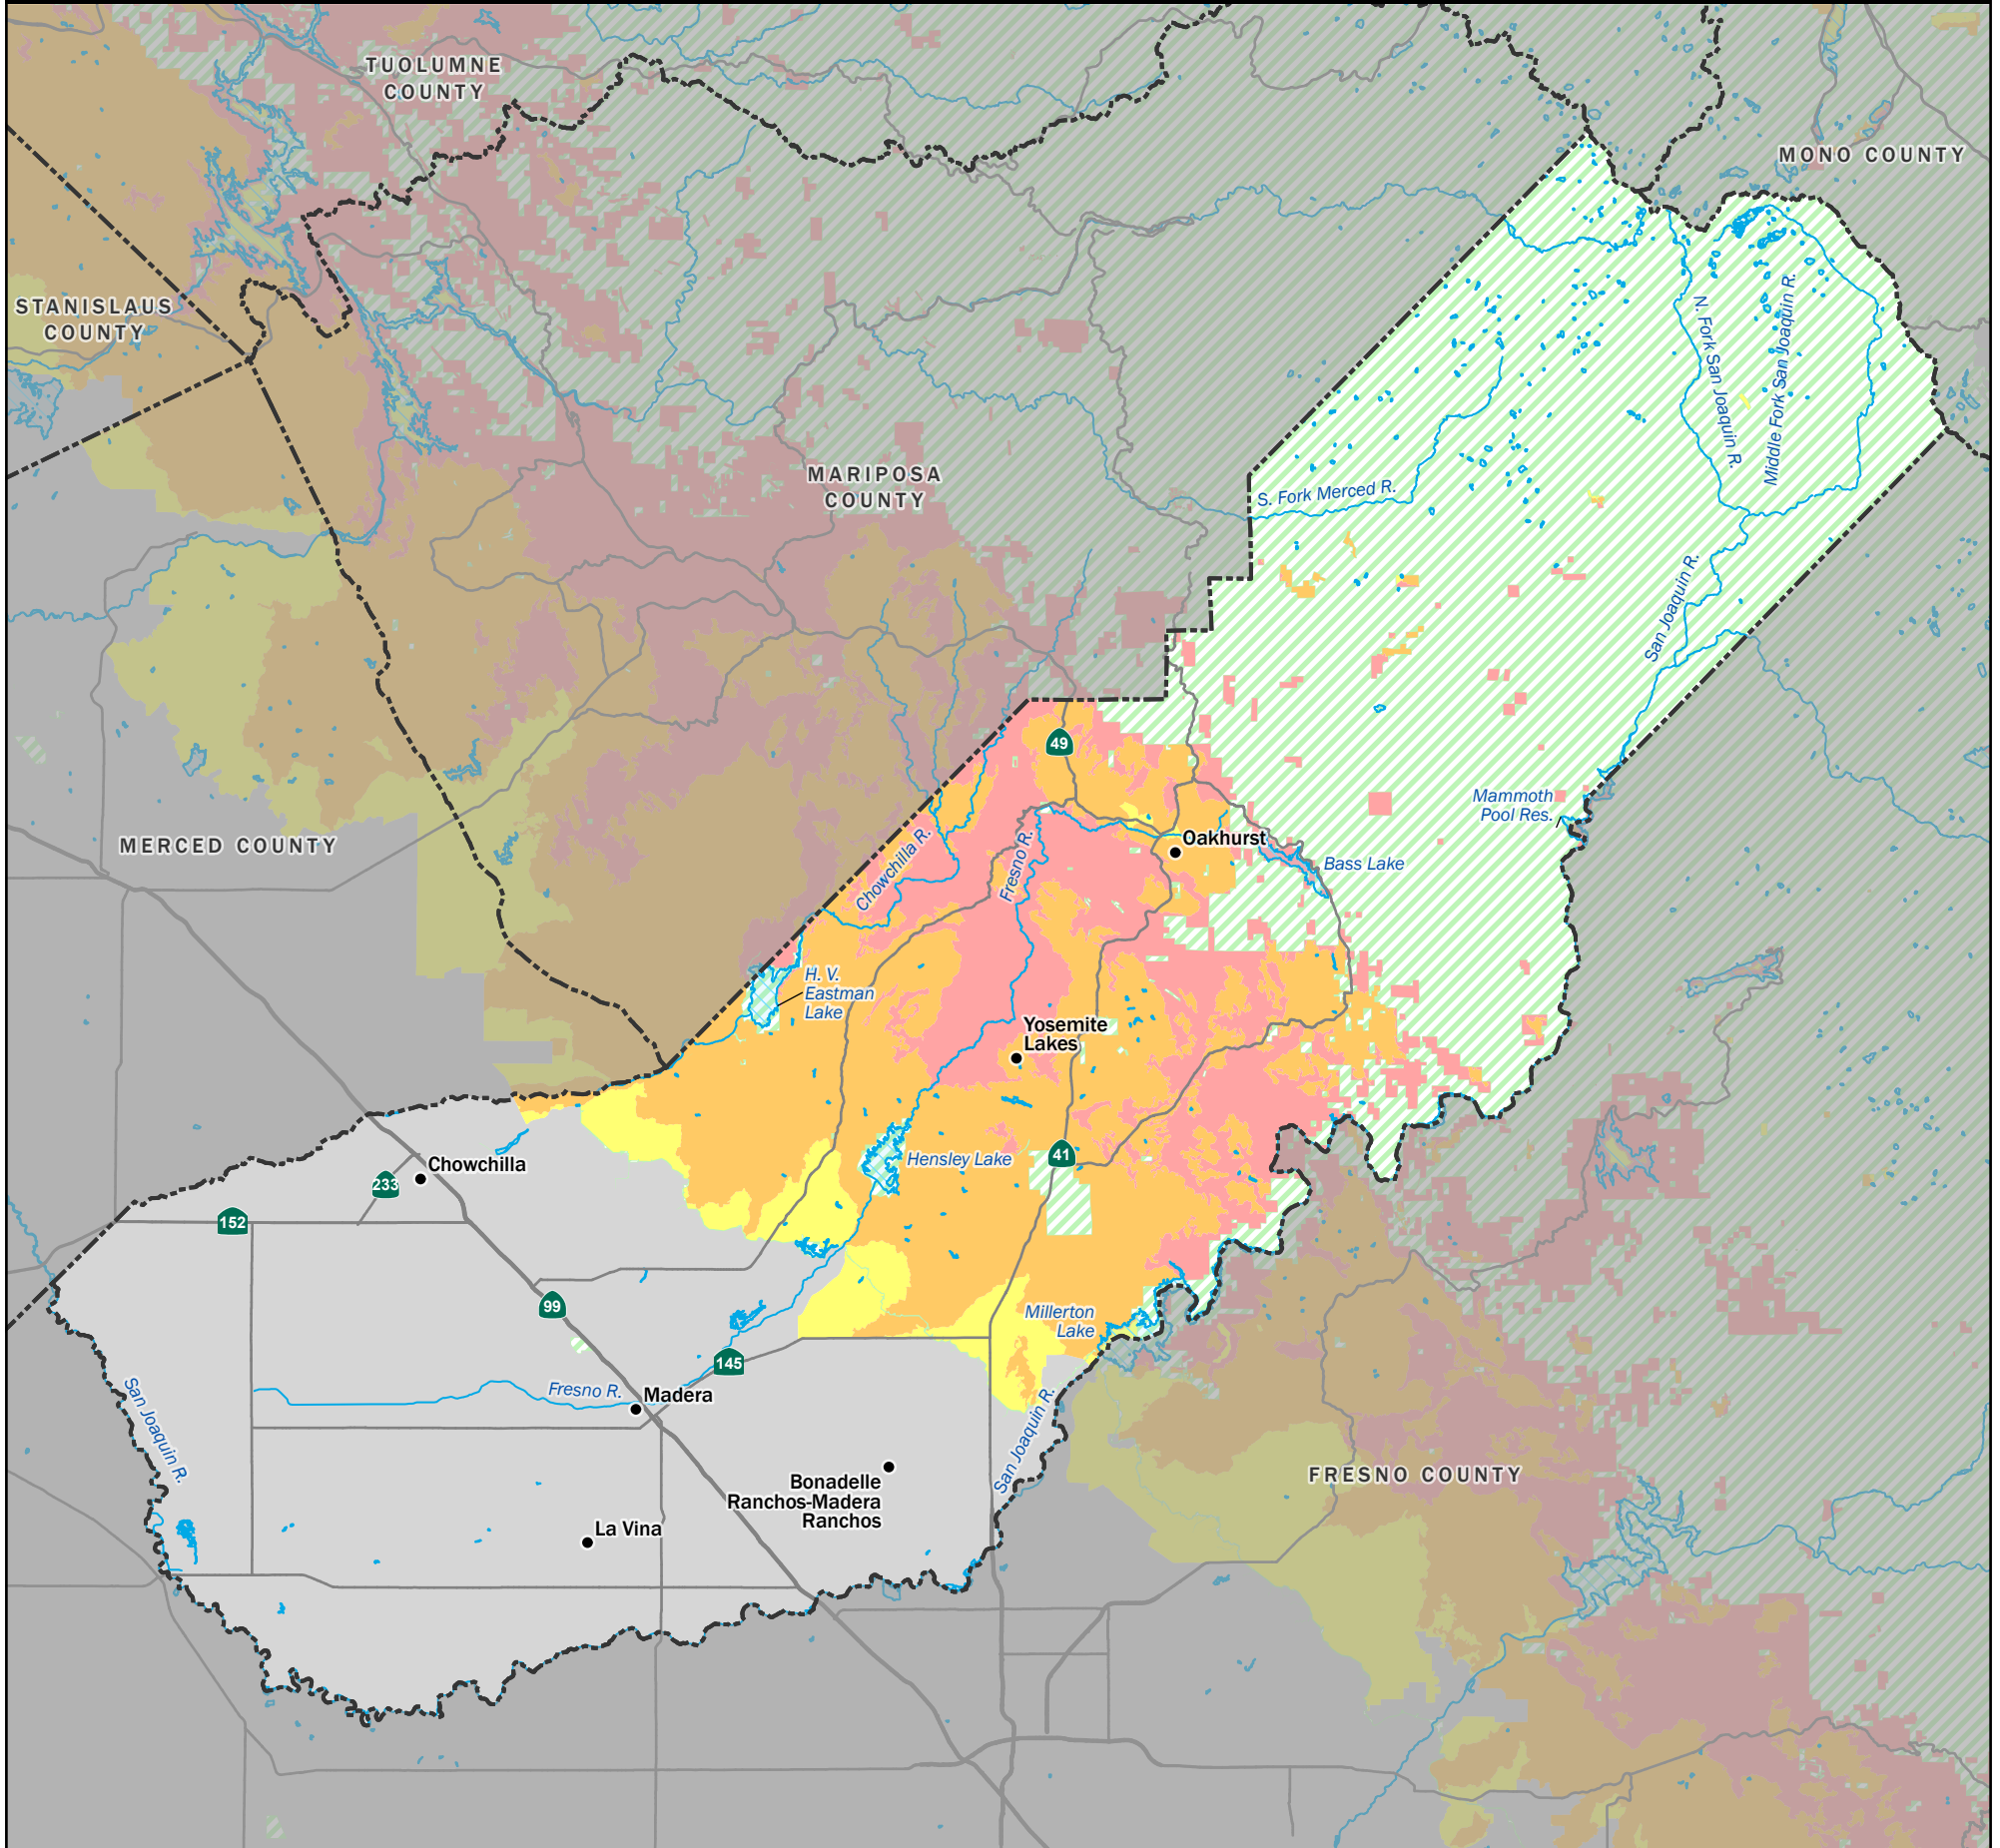 TUOLUMNE
COUNTY
MONO COUNTY
STANISLAUS
COUNTY
N. Fork San Joaquin R.
Middle Fork San Joaquin R.
MARIPOSA
COUNTY
S. Fork Merced R.
San Joaquin R.
49
Mammoth
Pool Res.
MERCED COUNTY
Oakhurst
Chowchilla R.
Fresno R.
Bass Lake
H. V.
Eastman
Lake
Yosemite
Lakes
Chowchilla
Hensley Lake
41
233
152
99
Millerton
Lake
145
San Joaquin R.
Fresno R.
Madera
San Joaquin R.
FRESNO COUNTY
Bonadelle
Ranchos-Madera
Ranchos
La Vina